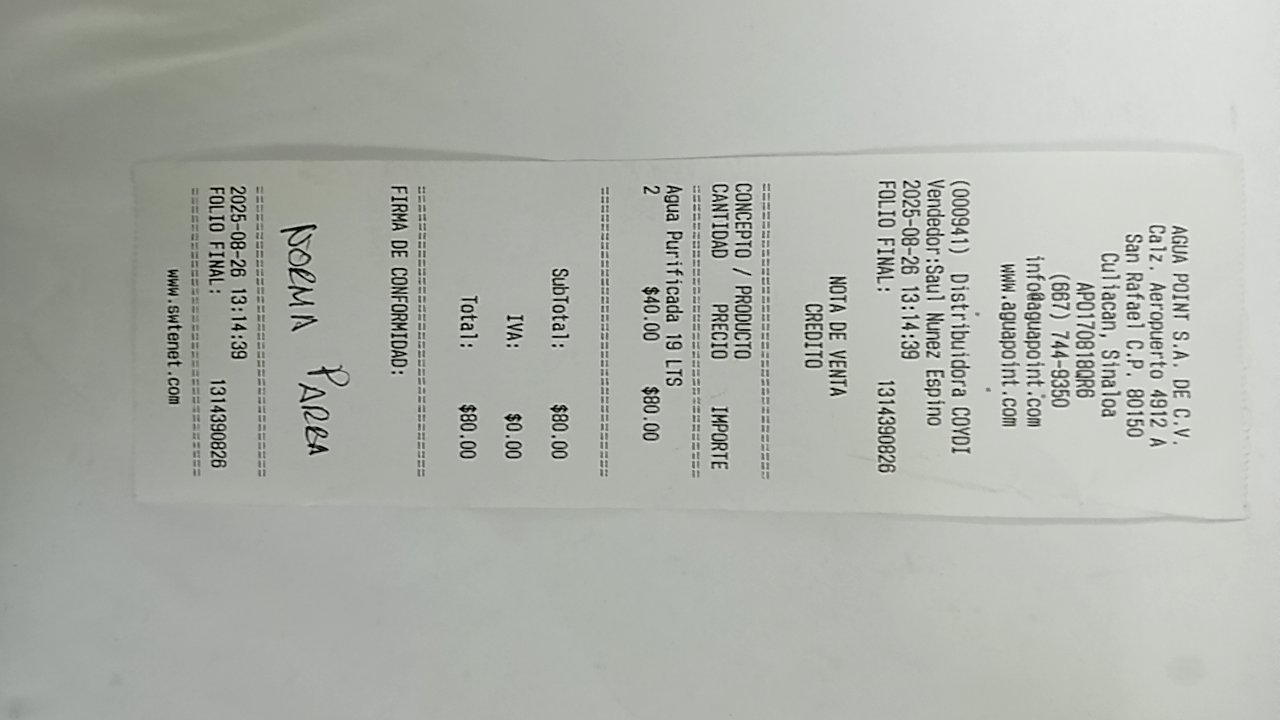 AGUA POINT S.A. DE C.V.
Calz. Aeropuerto 4912 A
San Rafael C.P. 80150
Culiacan, Sinaloa
APO170818QR6
(667) 744-9350
info@aguapoint.com
www.aguapoint.com
(000941) Distribuidora COYDI
Vendedor:Saul Nunez Espino
2025-08-26 13:14:39
FOLIO FINAL: 1314390826
NOTA DE VENTA
CREDITO
==============================
CONCEPTO / PRODUCTO
CANTIDAD PRECIO IMPORTE
==============================
Agua Purificada 19 LTS
2 $40.00 $80.00
==============================
SubTotal: $80.00
IVA: $0.00
Total: $80.00
==============================
FIRMA DE CONFORMIDAD:
NORMA PARRA
==============================
2025-08-26 13:14:39
FOLIO FINAL: 1314390826
==============================
www.swtenet.com